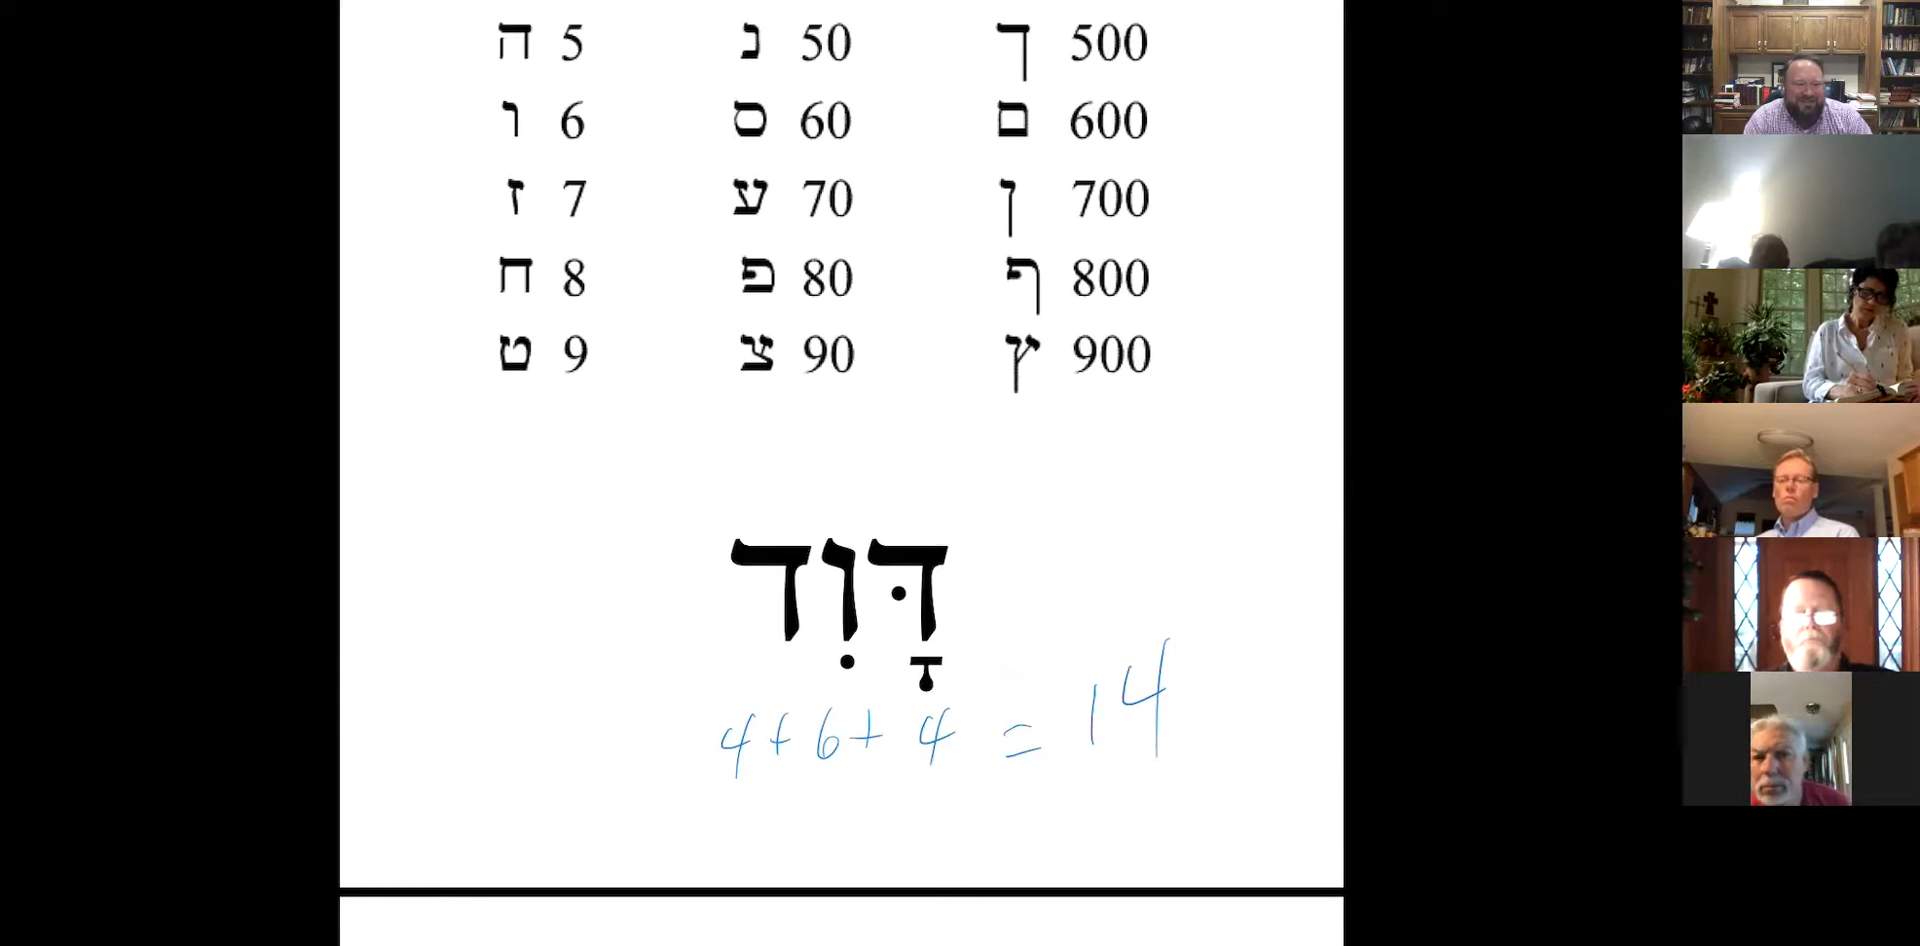 ה 5 נ 50 ך 500
ו 6 ס 60 ם 600
ז 7 ע 70 ן 700
ח 8 פ 80 ף 800
ט 9 צ 90 ץ 900
דָּוִד
4+6+4 = 14